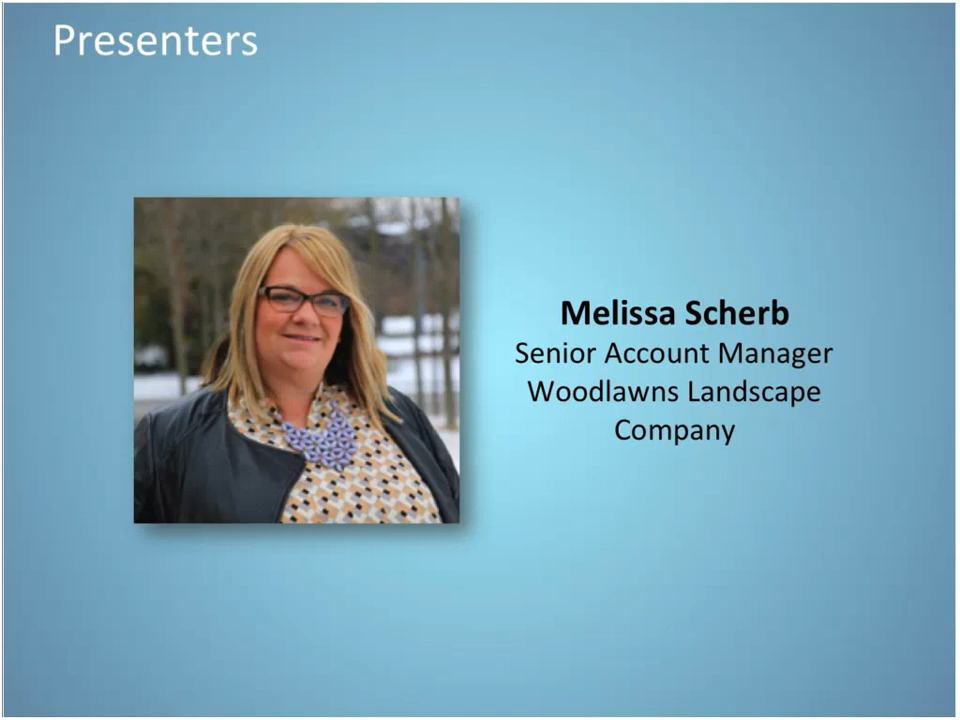 Presenters
Melissa Scherb
Senior Account Manager
Woodlawns Landscape
Company